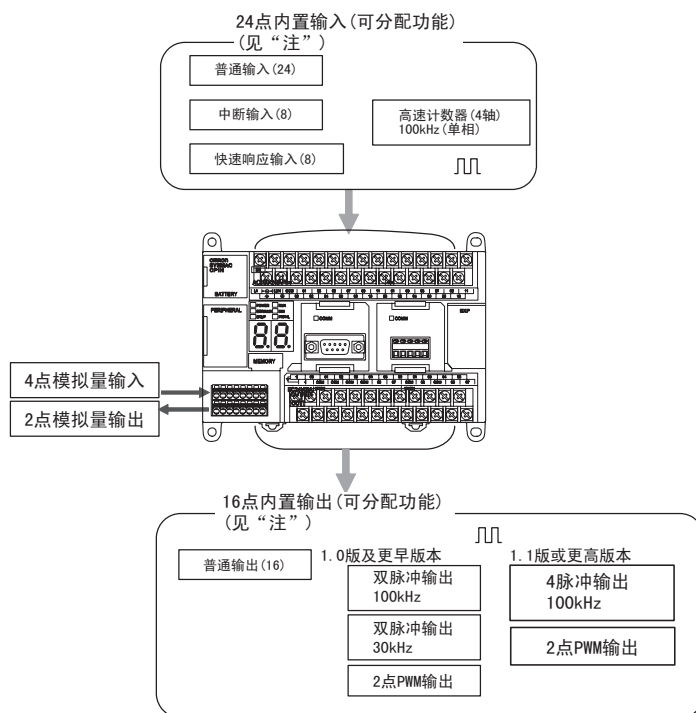 24点内置输入(可分配功能)
(见“注”)
普通输入(24)
中断输入(8)
快速响应输入(8)
高速计数器(4轴)
100kHz(单相)
BATTERY
PERIPHERAL
MEMORY
COMM
COMM
EXP
4点模拟量输入
2点模拟量输出
16点内置输出(可分配功能)
(见“注”)
普通输出(16)
1.0版及更早版本
双脉冲输出
100kHz
双脉冲输出
30kHz
2点PWM输出
1.1版或更高版本
4脉冲输出
100kHz
2点PWM输出